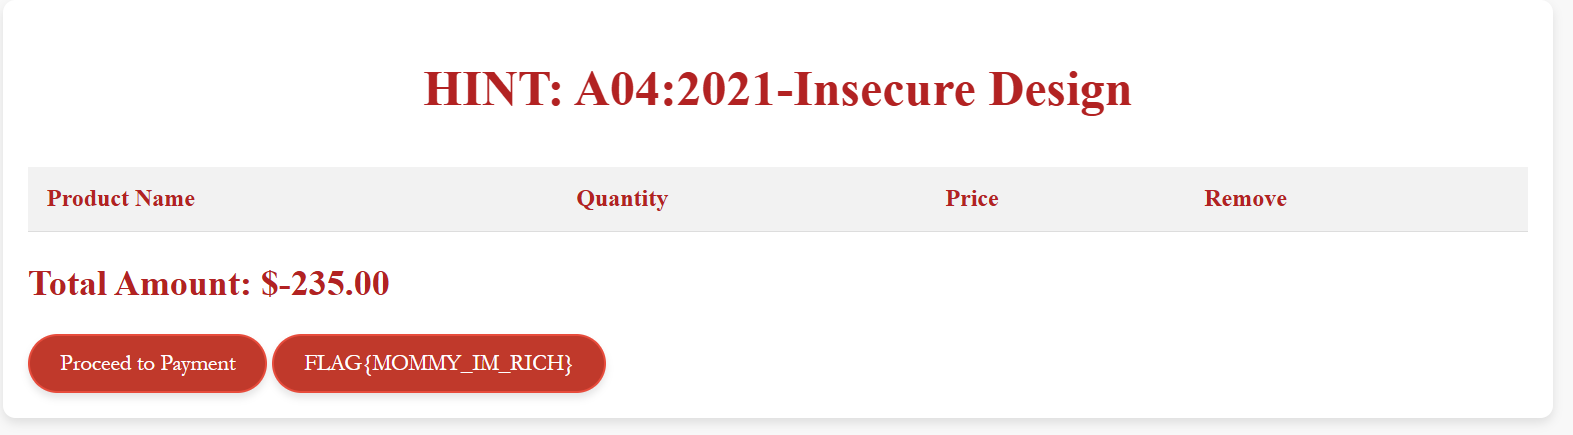 HINT: A04:2021-Insecure Design
Product Name Quantity Price Remove
Total Amount: $-235.00
Proceed to Payment FLAG{MOMMY_IM_RICH}